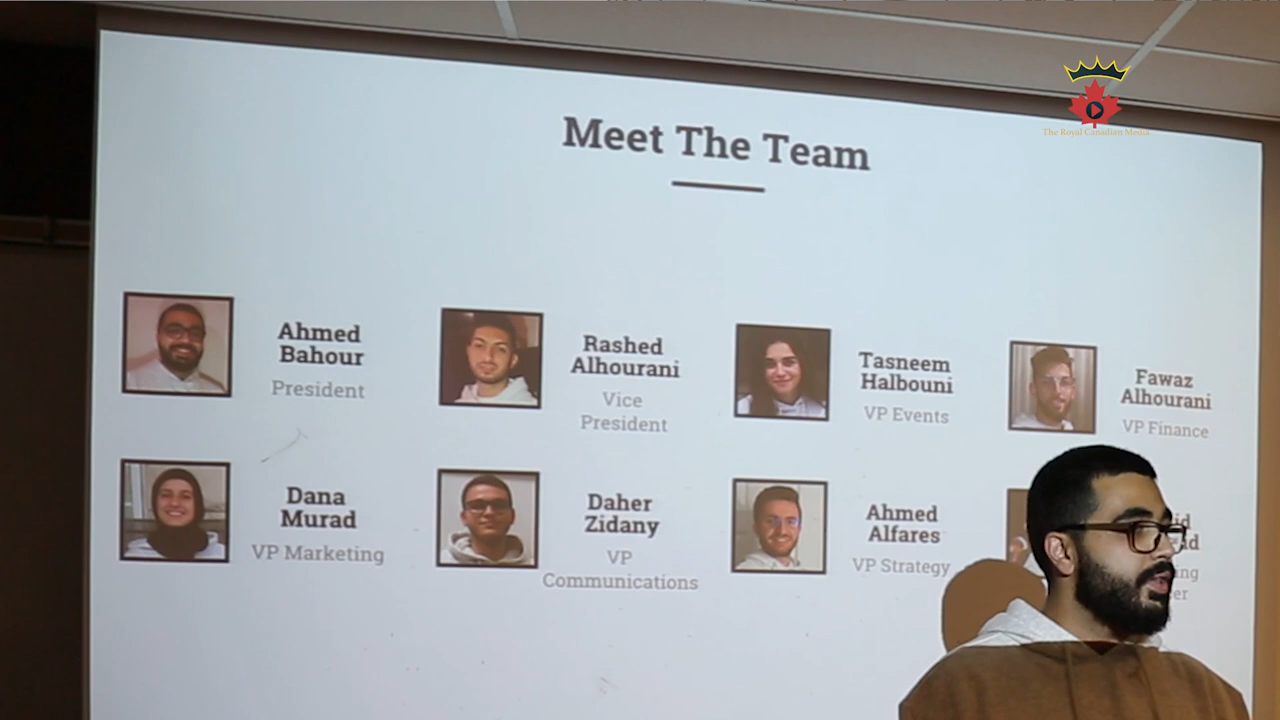 The Royal Canadian Media
Meet The Team
Ahmed
Bahour
President
Rashed
Alhourani
Vice
President
Tasneem
Halbouni
VP Events
Fawaz
Alhourani
VP Finance
Dana
Murad
VP Marketing
Daher
Zidany
VP
Communications
Ahmed
Alfares
VP Strategy